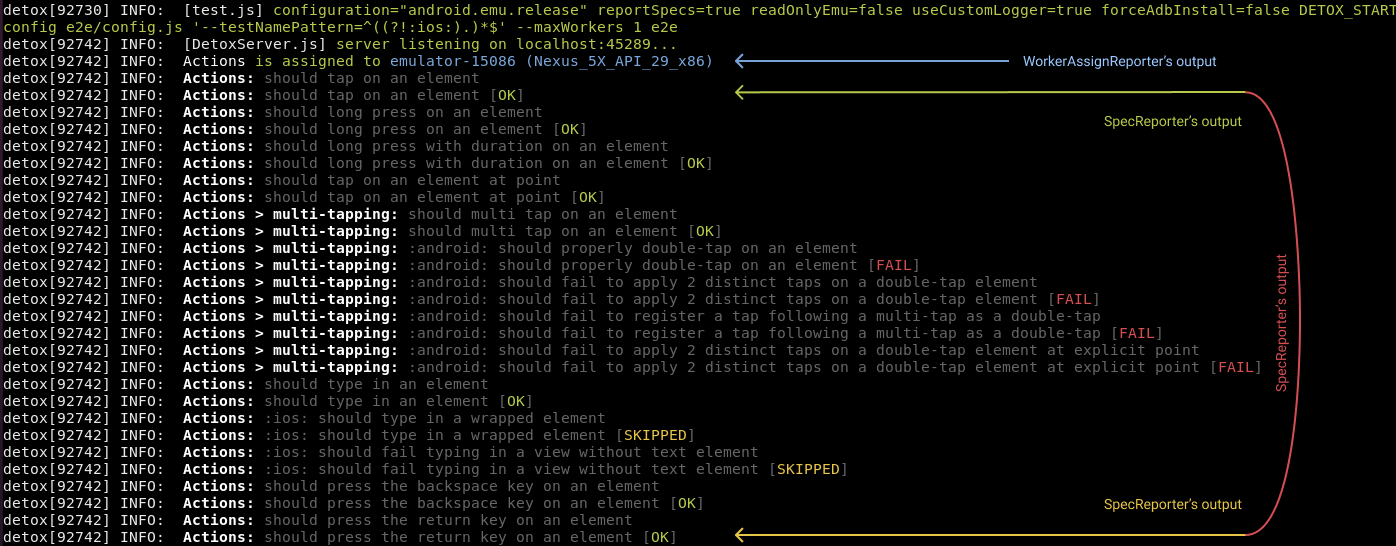 detox[92730] INFO:  [test.js] configuration="android.emu.release" reportSpecs=true readOnlyEmu=false useCustomLogger=true forceAdbInstall=false DETOX_START
config e2e/config.js '--testNamePattern=^((?!:ios:).)*$' --maxWorkers 1 e2e
detox[92742] INFO:  [DetoxServer.js] server listening on localhost:45289...
detox[92742] INFO:  Actions is assigned to emulator-15086 (Nexus_5X_API_29_x86)
WorkerAssignReporter's output
detox[92742] INFO:  Actions: should tap on an element
detox[92742] INFO:  Actions: should tap on an element [OK]
detox[92742] INFO:  Actions: should long press on an element
SpecReporter's output
detox[92742] INFO:  Actions: should long press on an element [OK]
detox[92742] INFO:  Actions: should long press with duration on an element
detox[92742] INFO:  Actions: should long press with duration on an element [OK]
detox[92742] INFO:  Actions: should tap on an element at point
detox[92742] INFO:  Actions: should tap on an element at point [OK]
detox[92742] INFO:  Actions > multi-tapping: should multi tap on an element
detox[92742] INFO:  Actions > multi-tapping: should multi tap on an element [OK]
detox[92742] INFO:  Actions > multi-tapping: :android: should properly double-tap on an element
detox[92742] INFO:  Actions > multi-tapping: :android: should properly double-tap on an element [FAIL]
detox[92742] INFO:  Actions > multi-tapping: :android: should fail to apply 2 distinct taps on a double-tap element
detox[92742] INFO:  Actions > multi-tapping: :android: should fail to apply 2 distinct taps on a double-tap element [FAIL]
detox[92742] INFO:  Actions > multi-tapping: :android: should fail to register a tap following a multi-tap as a double-tap
detox[92742] INFO:  Actions > multi-tapping: :android: should fail to register a tap following a multi-tap as a double-tap [FAIL]
detox[92742] INFO:  Actions > multi-tapping: :android: should fail to apply 2 distinct taps on a double-tap element at explicit point
detox[92742] INFO:  Actions > multi-tapping: :android: should fail to apply 2 distinct taps on a double-tap element at explicit point [FAIL]
SpecReporter's output
detox[92742] INFO:  Actions: should type in an element
detox[92742] INFO:  Actions: should type in an element [OK]
detox[92742] INFO:  Actions: :ios: should type in a wrapped element
detox[92742] INFO:  Actions: :ios: should type in a wrapped element [SKIPPED]
detox[92742] INFO:  Actions: :ios: should fail typing in a view without text element
detox[92742] INFO:  Actions: :ios: should fail typing in a view without text element [SKIPPED]
detox[92742] INFO:  Actions: should press the backspace key on an element
detox[92742] INFO:  Actions: should press the backspace key on an element [OK]
SpecReporter's output
detox[92742] INFO:  Actions: should press the return key on an element
detox[92742] INFO:  Actions: should press the return key on an element [OK]